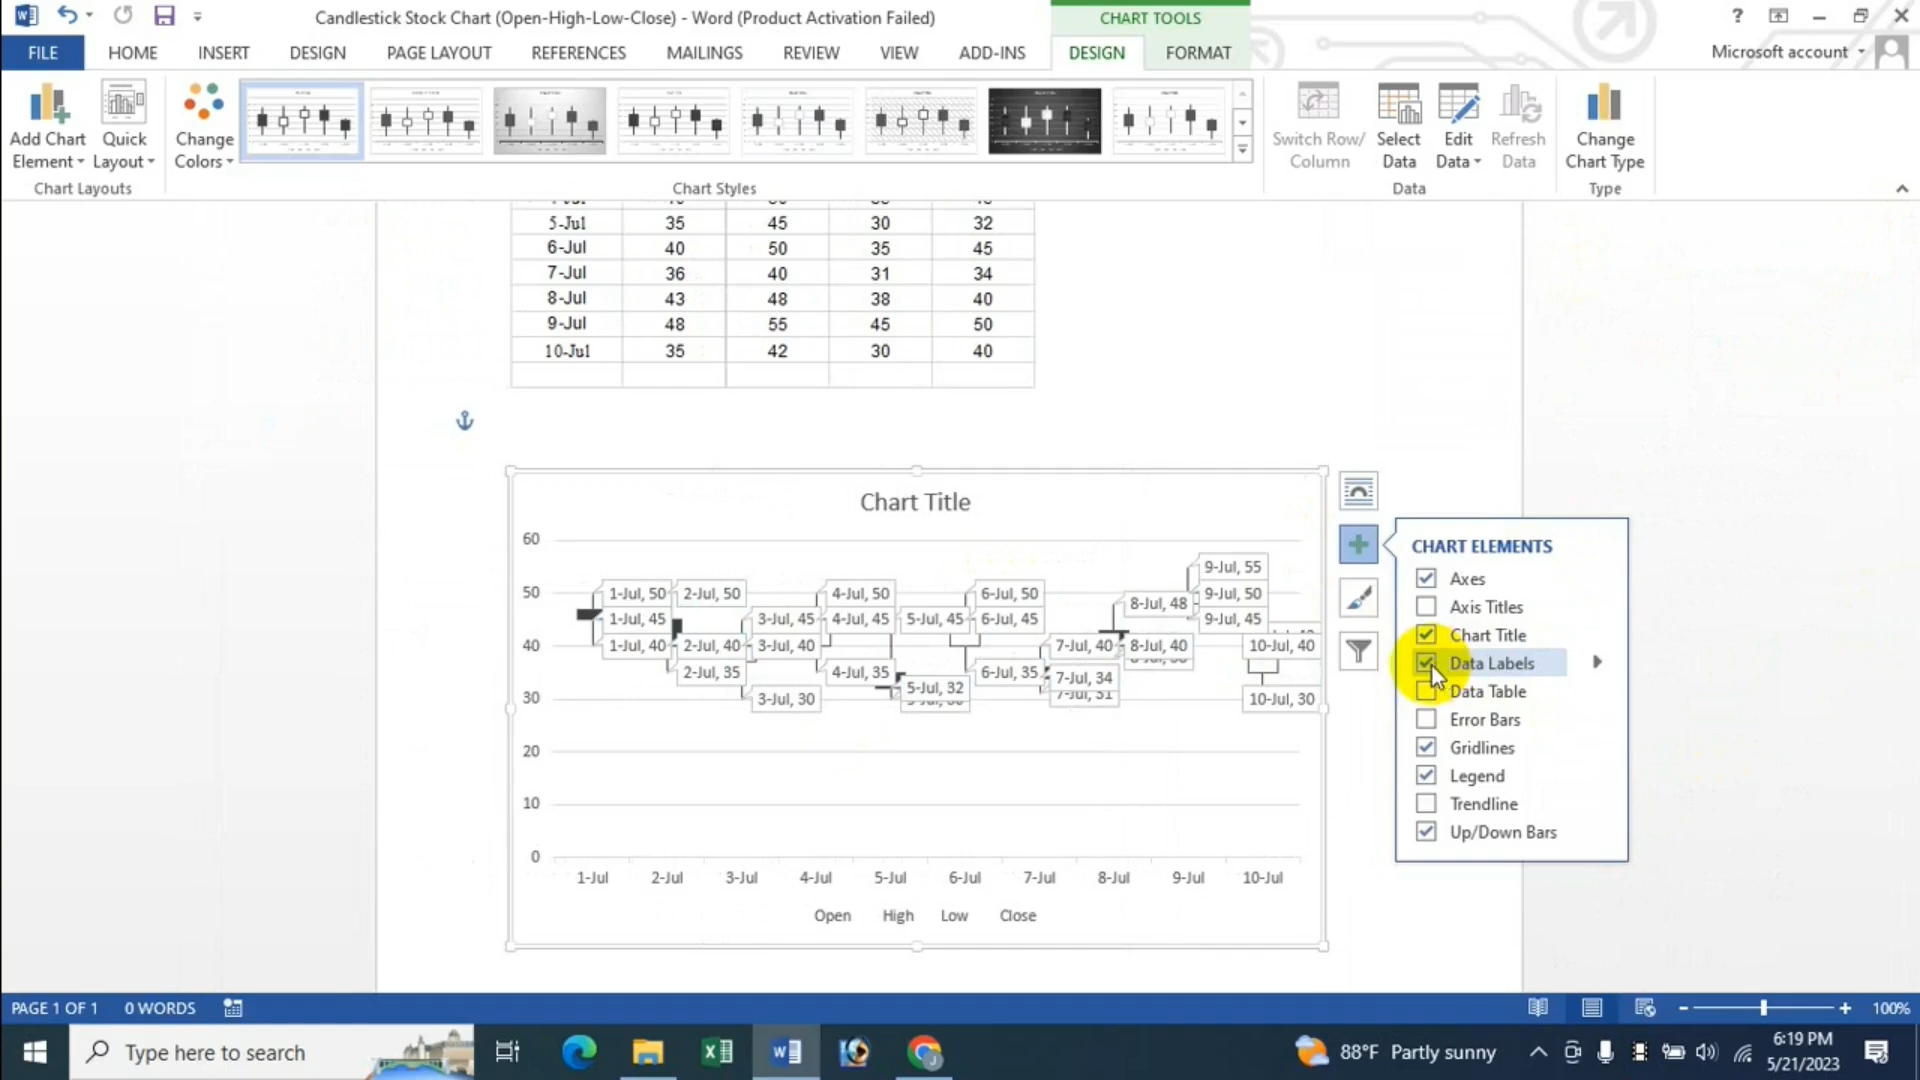 Candlestick Stock Chart (Open-High-Low-Close) - Word (Product Activation Failed)
CHART TOOLS
?
FILE HOME INSERT DESIGN PAGE LAYOUT REFERENCES MAILINGS REVIEW VIEW ADD-INS DESIGN FORMAT
Microsoft account
Add Chart Element
Quick Layout
Change Colors
Switch Row/ Column
Select Data
Edit Data
Refresh Data
Change Chart Type
Chart Layouts
Chart Styles
Data
Type
5-Jul 35 45 30 32
6-Jul 40 50 35 45
7-Jul 36 40 31 34
8-Jul 43 48 38 40
9-Jul 48 55 45 50
10-Jul 35 42 30 40
Chart Title
60
50
40
30
20
10
0
9-Jul, 55
1-Jul, 50 2-Jul, 50 4-Jul, 50 6-Jul, 50 8-Jul, 48 9-Jul, 50
1-Jul, 45 3-Jul, 45 4-Jul, 45 5-Jul, 45 6-Jul, 45 9-Jul, 45
1-Jul, 40 2-Jul, 40 3-Jul, 40 7-Jul, 40 8-Jul, 40 10-Jul, 40
2-Jul, 35 4-Jul, 35 6-Jul, 35 7-Jul, 34
5-Jul, 32
3-Jul, 30 7-Jul, 31 10-Jul, 30
1-Jul 2-Jul 3-Jul 4-Jul 5-Jul 6-Jul 7-Jul 8-Jul 9-Jul 10-Jul
Open High Low Close
CHART ELEMENTS
Axes
Axis Titles
Chart Title
Data Labels
Data Table
Error Bars
Gridlines
Legend
Trendline
Up/Down Bars
PAGE 1 OF 1 0 WORDS
100%
Type here to search
88°F Partly sunny
6:19 PM
5/21/2023